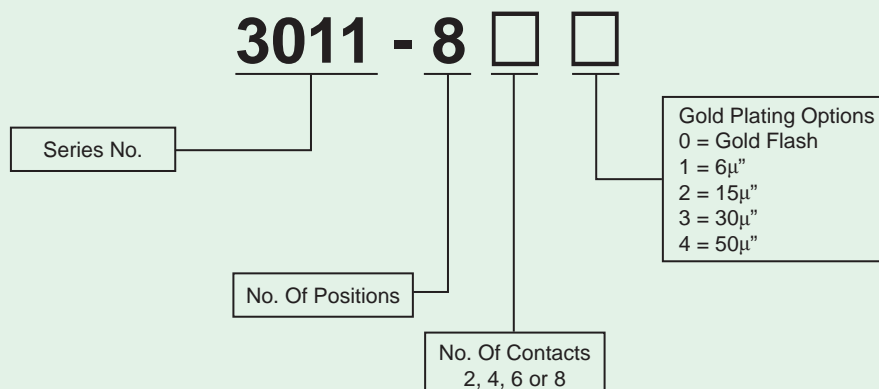 3011 - 8 □ □
Series No.
Gold Plating Options
0 = Gold Flash
1 = 6μ”
2 = 15μ”
3 = 30μ”
4 = 50μ”
No. Of Positions
No. Of Contacts
2, 4, 6 or 8